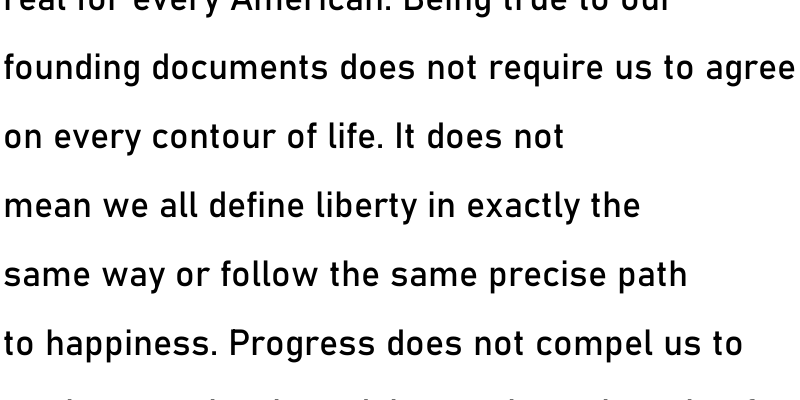 real for every American. Being true to our
founding documents does not require us to agree
on every contour of life. It does not
mean we all define liberty in exactly the
same way or follow the same precise path
to happiness. Progress does not compel us to